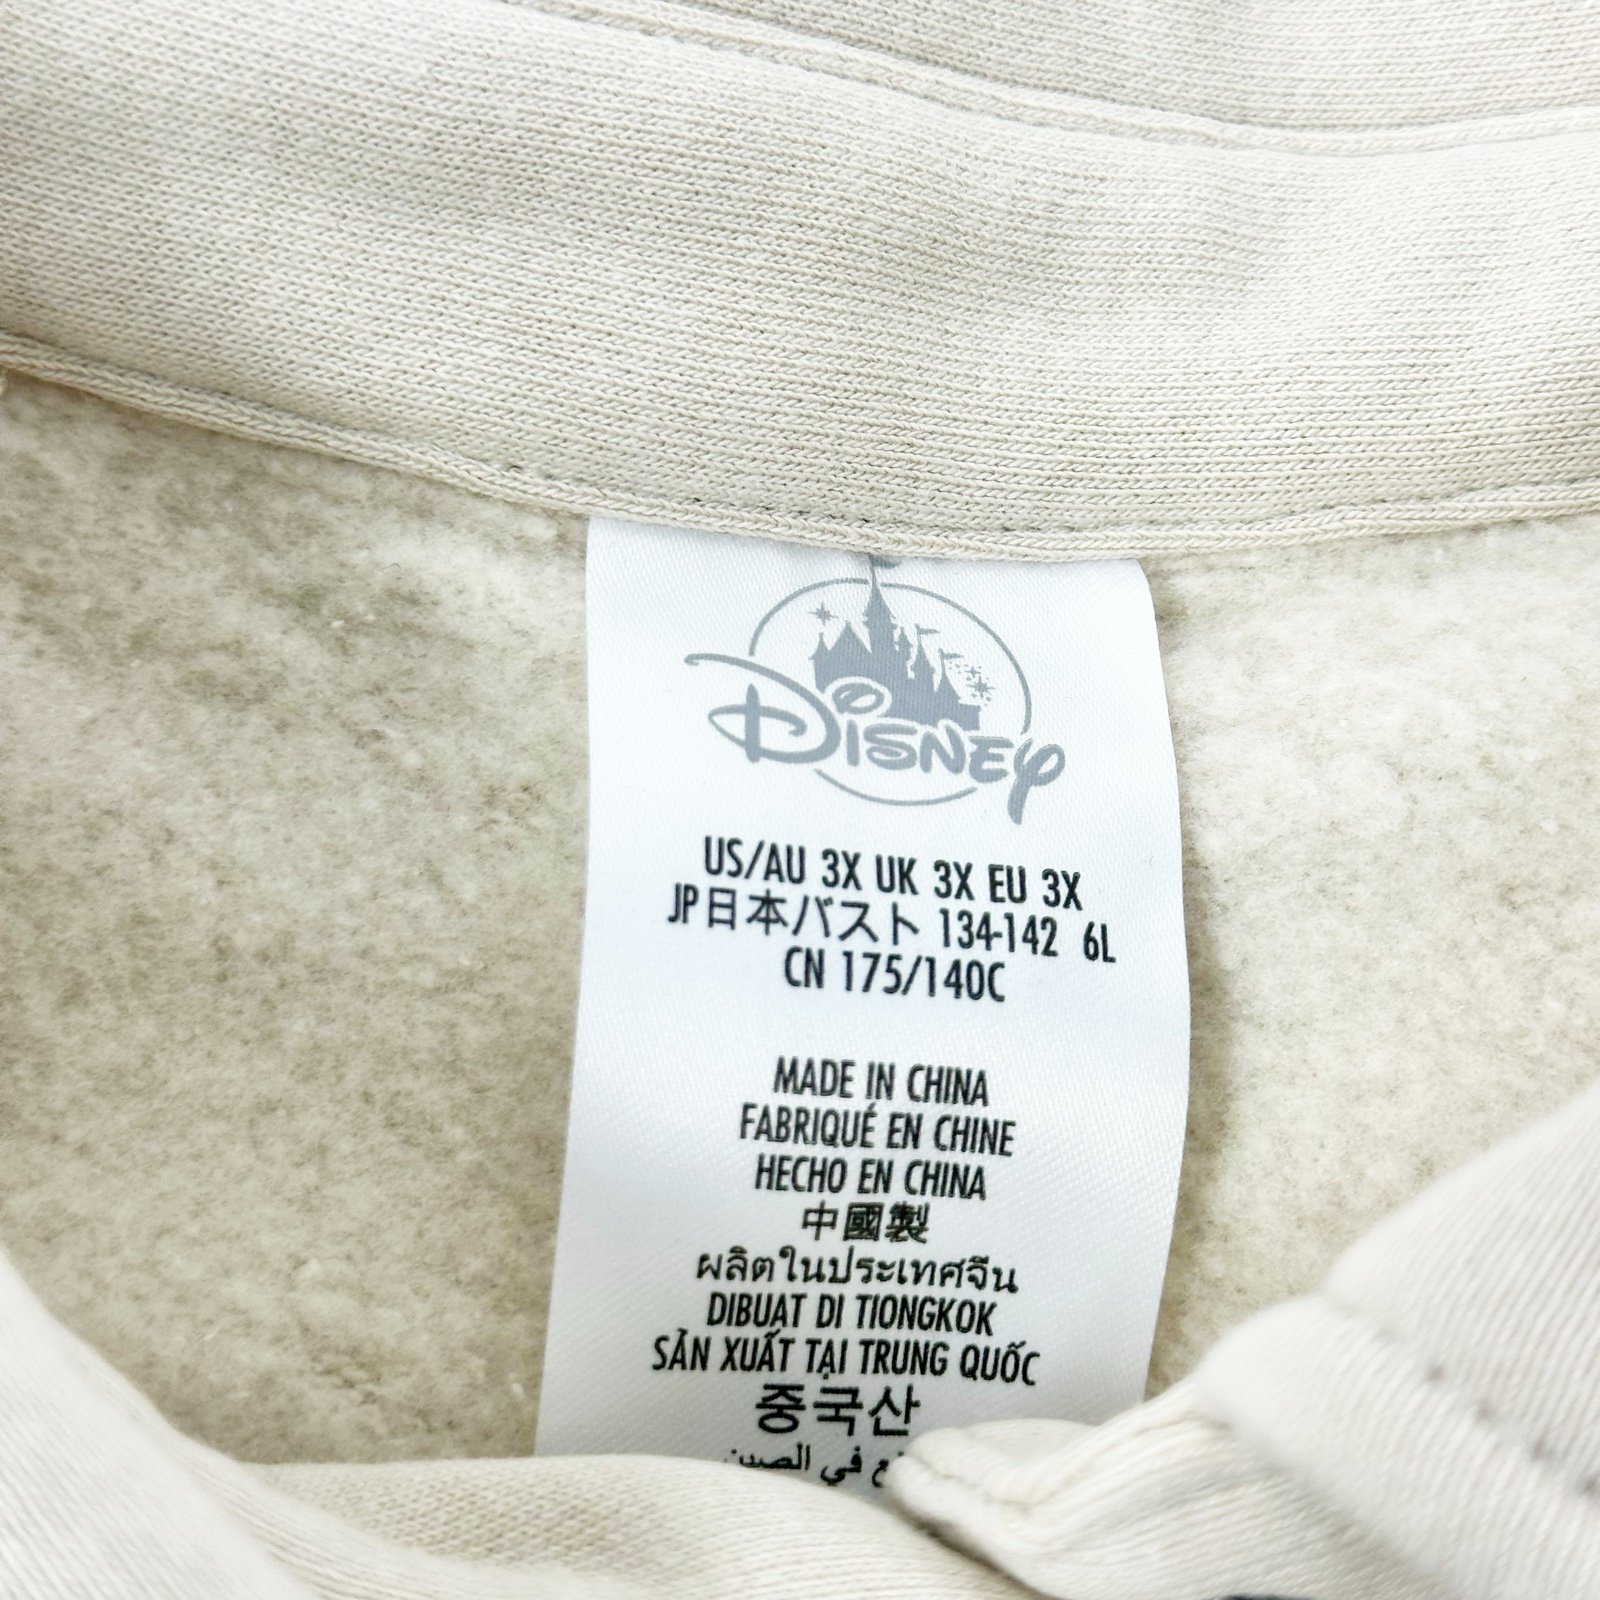 Disney
US/AU 3X UK 3X EU 3X
JP日本バスト 134-142 6L
CN 175/140C
MADE IN CHINA
FABRIQUÉ EN CHINE
HECHO EN CHINA
中國製
ผลิตในประเทศจีน
DIBUAT DI TIONGKOK
SẢN XUẤT TẠI TRUNG QUỐC
중국산
في الصين